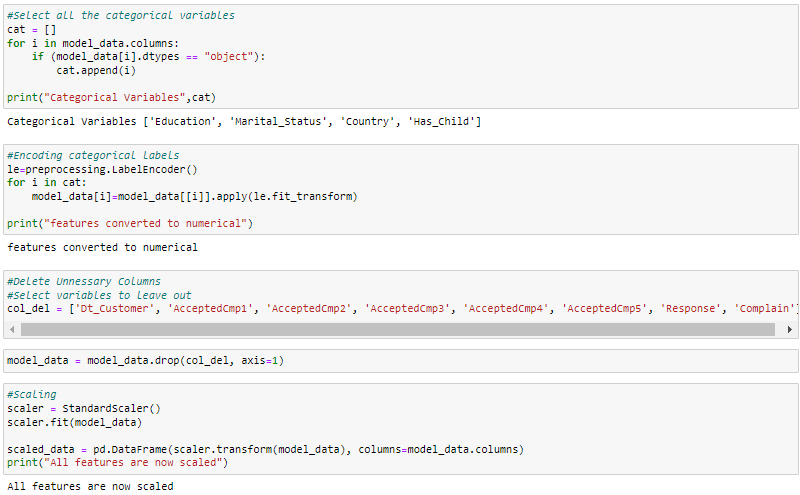 #Select all the categorical variables
cat = []
for i in model_data.columns:
    if (model_data[i].dtypes == "object"):
        cat.append(i)
print("Categorical Variables",cat)
Categorical Variables ['Education', 'Marital_Status', 'Country', 'Has_Child']
#Encoding categorical labels
le=preprocessing.LabelEncoder()
for i in cat:
    model_data[i]=model_data[[i]].apply(le.fit_transform)
print("features converted to numerical")
features converted to numerical
#Delete Unnessary Columns
#Select variables to leave out
col_del = ['Dt_Customer', 'AcceptedCmp1', 'AcceptedCmp2', 'AcceptedCmp3', 'AcceptedCmp4', 'AcceptedCmp5', 'Response', 'Complain']
model_data = model_data.drop(col_del, axis=1)
#Scaling
scaler = StandardScaler()
scaler.fit(model_data)
scaled_data = pd.DataFrame(scaler.transform(model_data), columns=model_data.columns)
print("All features are now scaled")
All features are now scaled